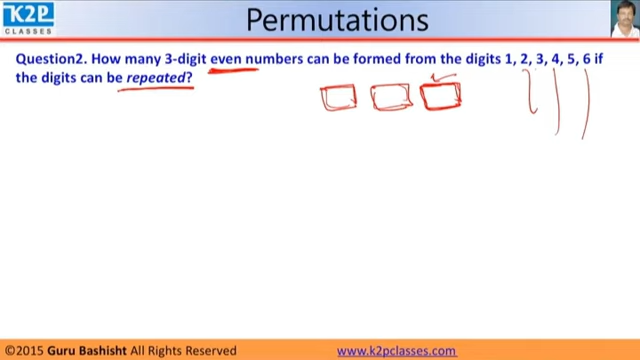 K2P
CLASSES
Permutations
Question2. How many 3-digit even numbers can be formed from the digits 1, 2, 3, 4, 5, 6 if
the digits can be repeated?
©2015 Guru Bashisht All Rights Reserved
www.k2pclasses.com